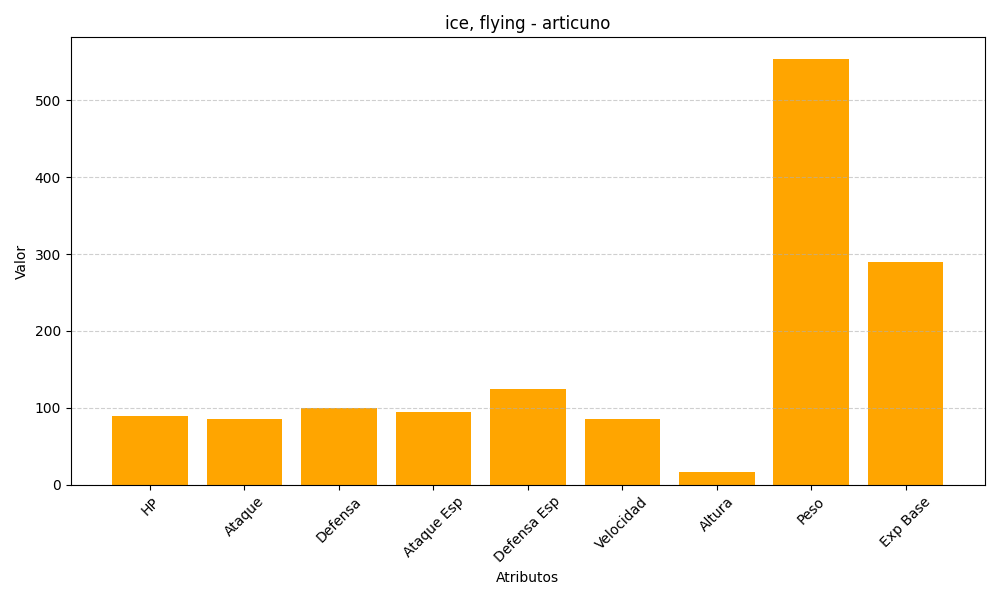 ice, flying - articuno
Valor
500
400
300
200
100
0
HP
Ataque
Defensa
Ataque Esp
Defensa Esp
Velocidad
Altura
Peso
Exp Base
Atributos